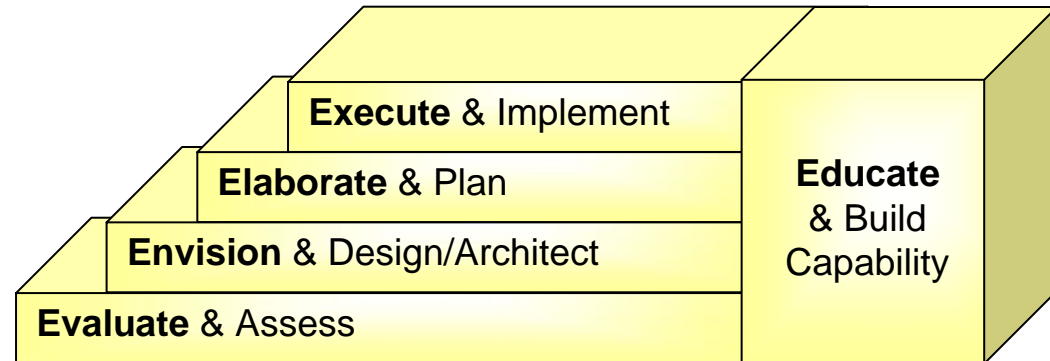 Execute & Implement
Elaborate & Plan
Envision & Design/Architect
Evaluate & Assess
Educate
& Build
Capability